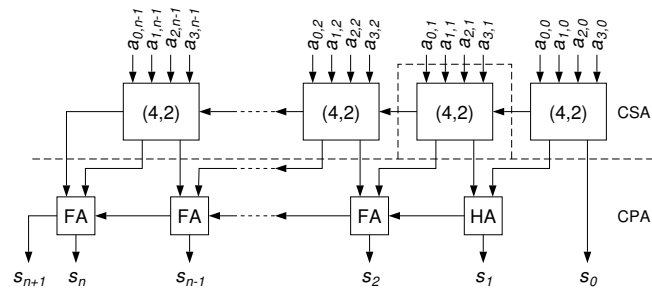 a0,n-1 a1,n-1 a2,n-1 a3,n-1 a0,2 a1,2 a2,2 a3,2 a0,1 a1,1 a2,1 a3,1 a0,0 a1,0 a2,0 a3,0
(4,2) (4,2) (4,2) (4,2) CSA
FA FA FA HA CPA
sn+1 sn sn-1 s2 s1 s0